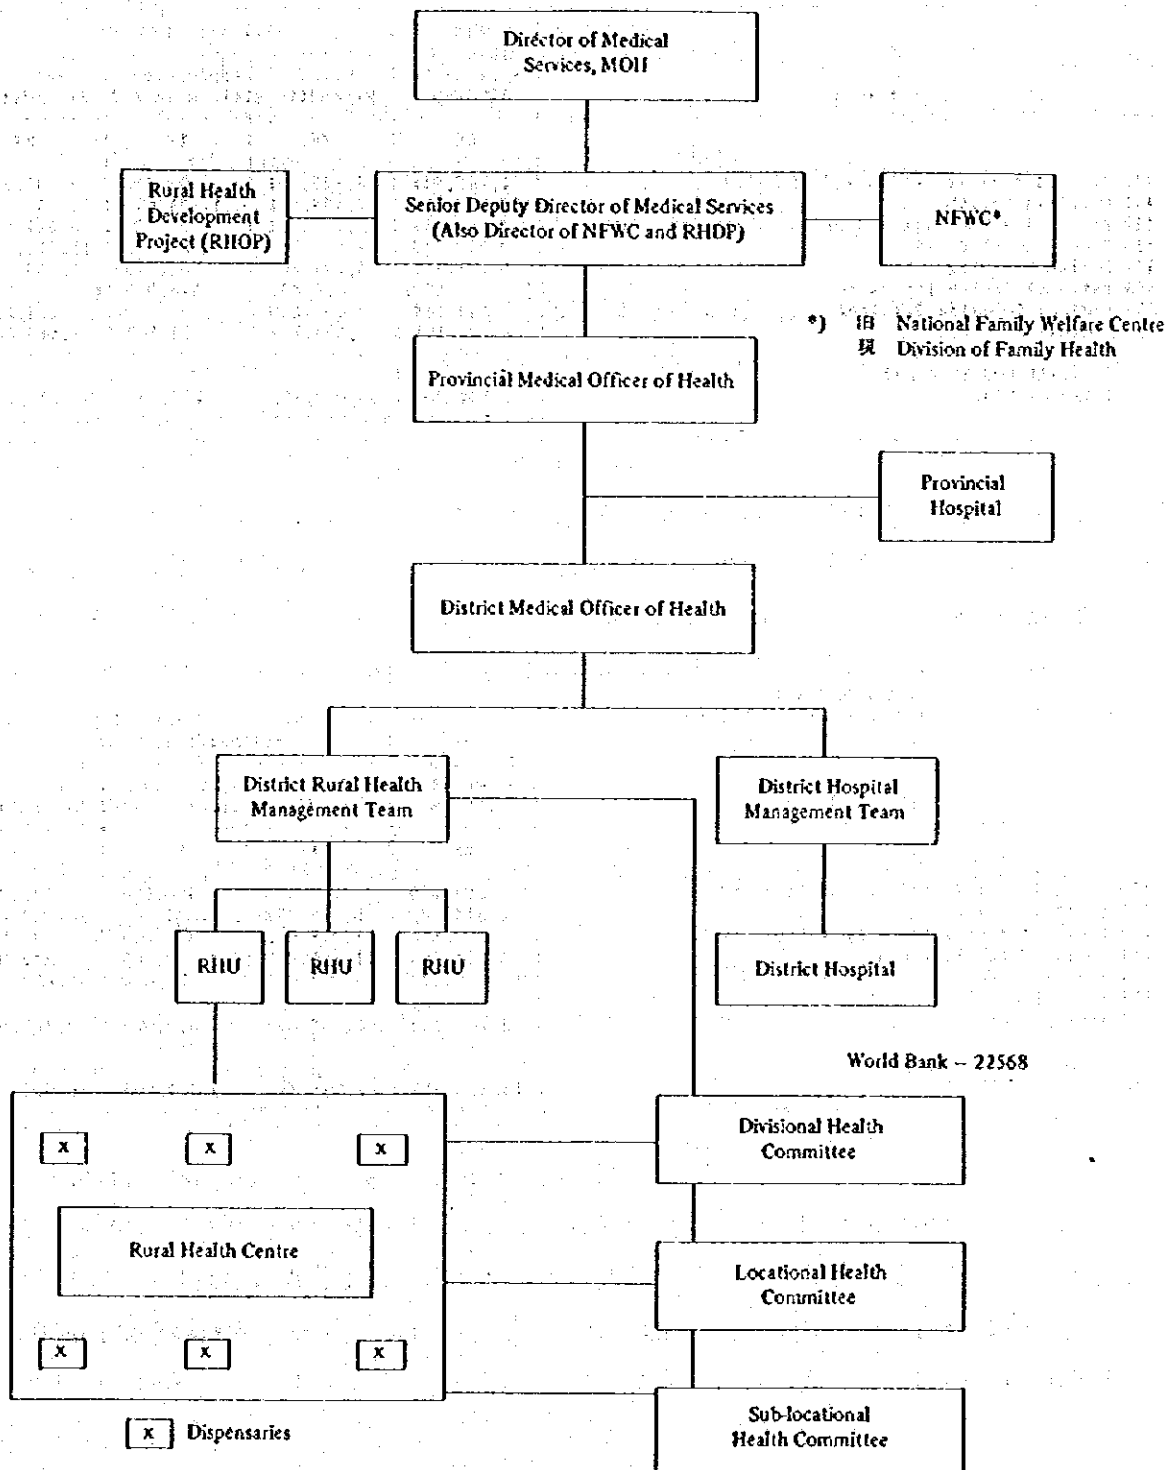 Director of Medical
Services, MOH
Rural Health
Development
Project (RHOP)
Senior Deputy Director of Medical Services
(Also Director of NFWC and RHDP)
NFWC*
*) 旧 National Family Welfare Centre
現 Division of Family Health
Provincial Medical Officer of Health
Provincial
Hospital
District Medical Officer of Health
District Rural Health
Management Team
District Hospital
Management Team
RHU
RHU
RHU
District Hospital
World Bank – 22568
x
x
x
Divisional Health
Committee
Rural Health Centre
Locational Health
Committee
x
x
x
Sub-locational
Health Committee
x Dispensaries